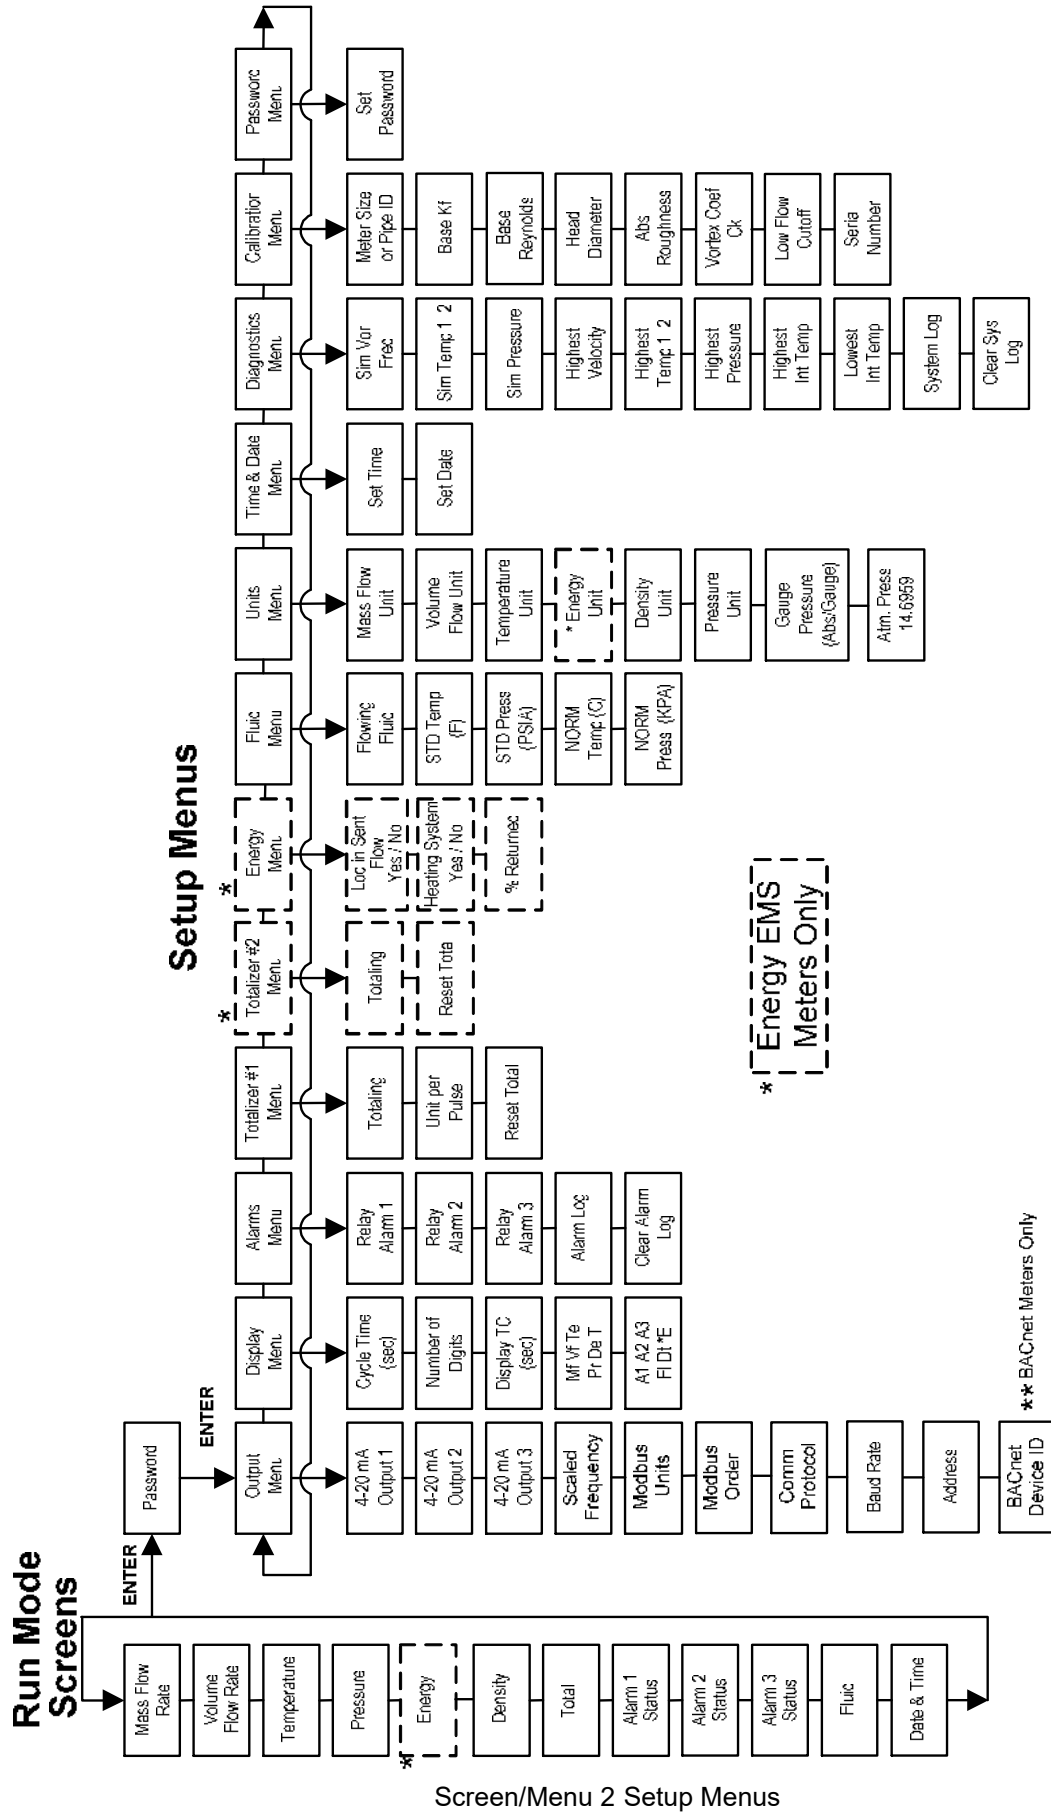 Run Mode
Screens
Mass Flow
Rate
Volume
Flow Rate
Temperature
Pressure
*
Energy
Density
Total
Alarm 1
Status
Alarm 2
Status
Alarm 3
Status
Fluic
Date & Time
ENTER
Password
ENTER
Setup Menus
Output
Menu
4-20 mA
Output 1
4-20 mA
Output 2
4-20 mA
Output 3
Scaled
Frequency
Modbus
Units
Modbus
Order
Comm
Protocol
Baud Rate
Address
BACnet
Device ID
** BACnet Meters Only
Display
Menu
Cycle Time
(sec)
Number of
Digits
Display TC
(sec)
Mf Vf Te
Pr De T
A1 A2 A3
Fl Dt *E
Alarms
Menu
Relay
Alarm 1
Relay
Alarm 2
Relay
Alarm 3
Alarm Log
Clear Alarm
Log
Totalizer #1
Menu
Totaling
Unit per
Pulse
Reset Total
*
Totalizer #2
Menu
Totaling
Reset Tota
*
Energy
Menu
Loc in Sent
Flow
Yes / No
Heating System
Yes / No
% Returnec
Fluic
Menu
Flowing
Fluic
STD Temp
(F)
STD Press
(PSIA)
NORM
Temp (C)
NORM
Press (KPA)
Units
Menu
Mass Flow
Unit
Volume
Flow Unit
Temperature
Unit
* Energy
Unit
Density
Unit
Pressure
Unit
Gauge
Pressure
(Abs/Gauge)
Atm. Press
14.6959
Time & Date
Menu
Set Time
Set Date
Diagnostics
Menu
Sim Vor
Frec
Sim Temp 1 2
Sim Pressure
Highest
Velocity
Highest
Temp 1 2
Highest
Pressure
Highest
Int Temp
Lowest
Int Temp
System Log
Clear Sys
Log
Calibratior
Menu
Meter Size
or Pipe ID
Base Kf
Base
Reynolds
Head
Diameter
Abs
Roughness
Vortex Coef
Ck
Low Flow
Cutoff
Seria
Number
Password
Menu
Set
Password
* Energy EMS
Meters Only
Screen/Menu 2 Setup Menus